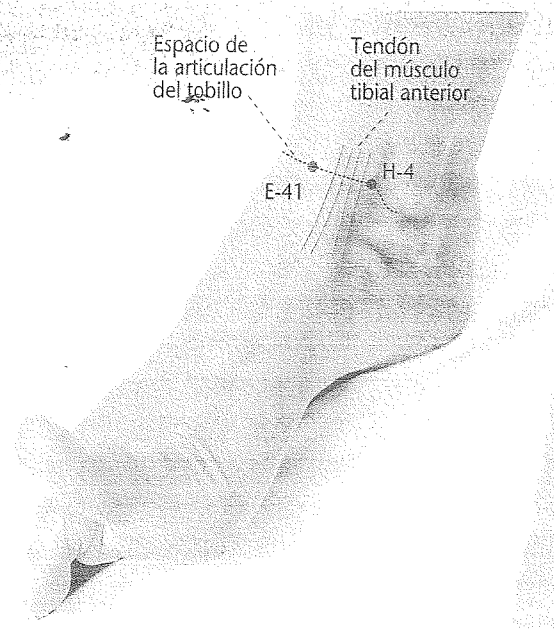 Espacio de
la articulación
del tobillo
Tendón
del músculo
tibial anterior
E-41
H-4